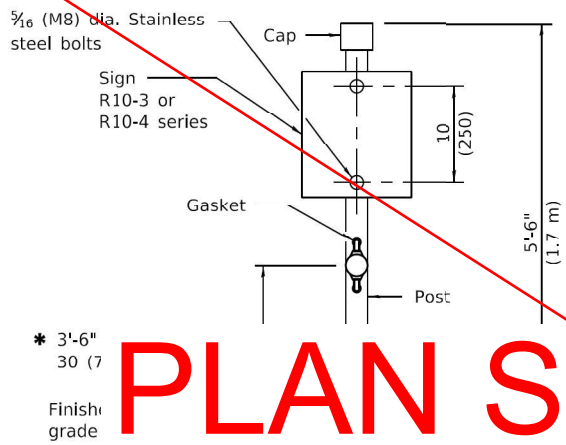 5/16 (M8) dia. Stainless
steel bolts
Cap
Sign
R10-3 or
R10-4 series
10
(250)
Gasket
5'-6"
(1.7 m)
Post
* 3'-6"
30 (7
Finishe
grade
PLAN S